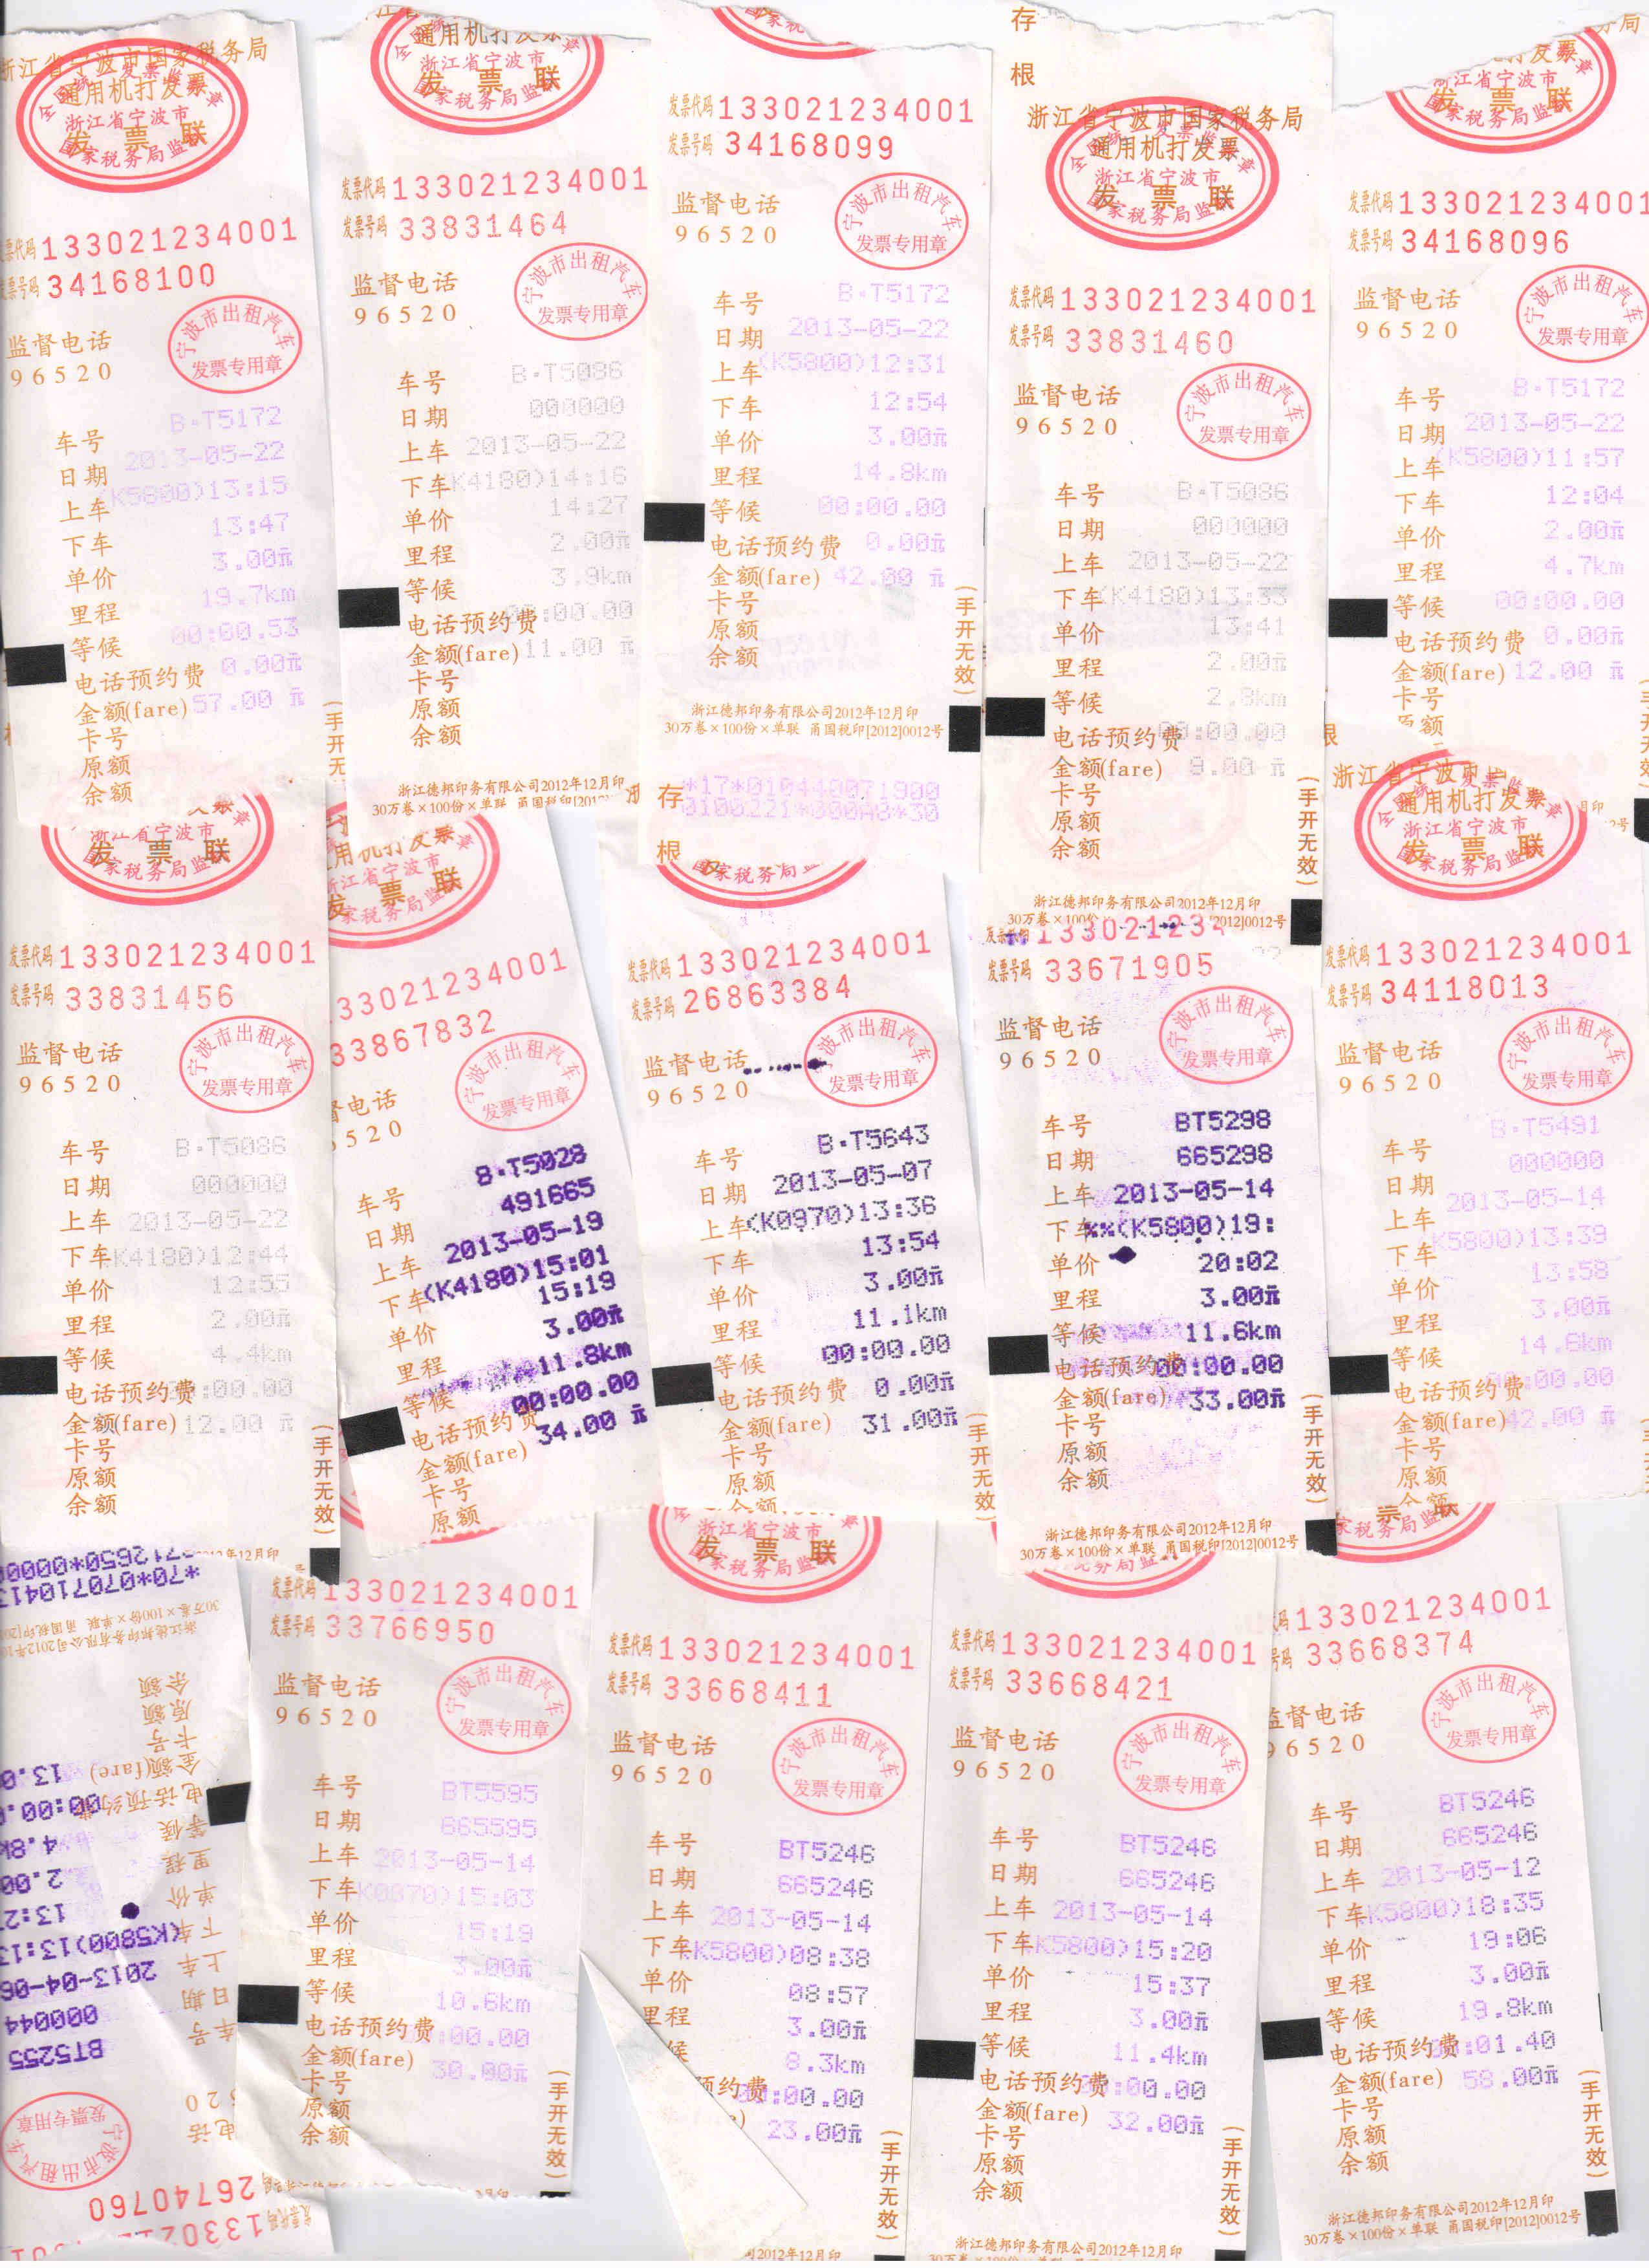 浙江省宁波市国家税务局
通用机打发票
浙江省宁波市
发 票 联
国家税务局监
票代码 133021234001
票号码 34168100
监督电话
96520
宁波市出租汽车
发票专用章
车号 B·T5172
日期 2013-05-22
上车 (K5800)13:15
下车 13:47
单价 3.00元
里程 19.7km
等候 00:00.53
电话预约费 0.00元
金额(fare) 57.00 元
卡号
原额
余额
(手开无
通用机打发票
浙江省宁波市
发 票 联
国家税务局监
发票代码 133021234001
发票号码 33831464
监督电话
96520
宁波市出租汽车
发票专用章
车号 B·T5086
日期 000000
上车 2013-05-22
下车 K4180)14:16
单价 14:27
里程 2.00元
等候 3.9km
电话预约费 :00.00
金额(fare) 11.00 元
卡号
原额
余额
浙江德邦印务有限公司2012年12月印
30万卷×100份×单联 甬国税印[2012
发票代码 133021234001
发票号码 34168099
监督电话
96520
宁波市出租汽车
发票专用章
车号 B·T5172
日期 2013-05-22
上车 (K5800)12:31
下车 12:54
单价 3.00元
里程 14.8km
等候 00:00.00
电话预约费 0.00元
金额(fare) 42.00 元
卡号
原额
余额
(手开无效)
浙江德邦印务有限公司2012年12月印
30万卷×100份×单联 甬国税印[2012]0012号
*17*010440071900
0100221*000A8*30
存
根
存
根
浙江省宁波市国家税务局
通用机打发票
浙江省宁波市
发 票 联
国家税务局监
发票代码 133021234001
发票号码 33831460
监督电话
96520
宁波市出租汽车
发票专用章
车号 B·T5086
日期 000000
上车 2013-05-22
下车 (K4180)13:33
单价 13:41
里程 2.00元
等候 2.8km
电话预约费 :00.00
金额(fare) 9.00 元
卡号
原额
余额
(手开无效)
浙江德邦印务有限公司2012年12月印
30万卷×100份 2012]0012号
浙江省宁波市
发 票 联
国家税务局监
发票代码 133021234001
发票号码 34168096
监督电话
96520
宁波市出租汽车
发票专用章
车号 B·T5172
日期 2013-05-22
上车 (K5800)11:57
下车 12:04
单价 2.00元
里程 4.7km
等候 00:00.00
电话预约费 0.00元
金额(fare) 12.00 元
卡号
额
浙江省宁波市
发 票 联
国家税务局监
发票代码 133021234001
发票号码 33831456
监督电话
96520
宁波市出租汽车
发票专用章
车号 B·T5086
日期 000000
上车 2013-05-22
下车 K4180)12:44
单价 12:55
里程 2.00元
等候 4.4km
电话预约费 :00.00
金额(fare) 12.00 元
卡号
原额
余额
(手开无效)
年12月印
用机打发票
浙江省宁波市
发 票 联
家税务局监
33021234001
33867832
电话
520
宁波市出租汽车
发票专用章
车号 B·T5028
日期 491665
上车 2013-05-19
下车 (K4180)15:01
单价 15:19
里程 3.00元
等候 11.8km
电话预约费 00:00.00
金额(fare) 34.00 元
卡号
原额
家税务局监
发票代码 133021234001
发票号码 26863384
监督电话
96520
宁波市出租汽车
发票专用章
车号 B·T5643
日期 2013-05-07
上车 (K0970)13:36
下车 13:54
单价 3.00元
里程 11.1km
等候 00:00.00
电话预约费 0.00元
金额(fare) 31.00元
卡号
原额
余额
(手开无效
13302123
发票号码 33671905
监督电话
96520
宁波市出租汽车
发票专用章
车号 BT5298
日期 665298
上车 2013-05-14
下车 %%(K5800)19:
单价 20:02
里程 3.00元
等候 11.6km
电话预约费 00:00.00
金额(fare) 33.00元
卡号
原额
余额
(手开无效)
浙江德邦印务有限公司2012年12月印
30万卷×100份×单联 甬国税印[2012]0012号
根
浙江省宁波市
通用机打发票
浙江省宁波市
发 票 联
国家税务局监
发票代码 133021234001
发票号码 34118013
监督电话
96520
宁波市出租汽车
发票专用章
车号 B·T5491
日期 000000
上车 2013-05-14
下车 K5800)13:39
单价 13:58
里程 3.00元
等候 14.6km
电话预约费 :00.00
金额(fare) 42.00 元
卡号
原额
余额
26740760
宁波市出租汽车
发票专用章
电话
520
车号 BT5255
日期 000044
上车 2013-04-06
下车 (K5800)13:13
单价 13:2
里程 2.00
等候 4.8k
电话预约费 00:00.0
金额(fare) 13.0
卡号
原额
余额
发票代码 133021234001
发票号码 33766950
监督电话
96520
宁波市出租汽车
发票专用章
车号 BT5595
日期 665595
上车 2013-05-14
下车 K0870)15:03
单价 15:19
里程 3.00元
等候 10.6km
电话预约费 :00.00
金额(fare) 30.00元
卡号
原额
余额
(手开无效)
浙江省宁波市
发 票 联
国家税务局监
发票代码 133021234001
发票号码 33668411
监督电话
96520
宁波市出租汽车
发票专用章
车号 BT5246
日期 665246
上车 2013-05-14
下车 K5800)08:38
单价 08:57
里程 3.00元
候 8.3km
预约费 :00.00
) 23.00元
(手开无效)
2012年12月印
发票代码 133021234001
发票号码 33668421
监督电话
96520
宁波市出租汽车
发票专用章
车号 BT5246
日期 665246
上车 2013-05-14
下车 K5800)15:20
单价 15:37
里程 3.00元
等候 11.4km
电话预约费 :00.00
金额(fare) 32.00元
卡号
原额
余额
(手开无效)
浙江德邦印务有限公司2012年12月印
票 联
家税务局监
133021234001
号码 33668374
监督电话
96520
宁波市出租汽车
发票专用章
车号 BT5246
日期 665246
上车 2013-05-12
下车 K5800)18:35
单价 19:06
里程 3.00元
等候 19.8km
电话预约费 :01.40
金额(fare) 58.00元
卡号
原额
余额
(手开无效)
浙江德邦印务有限公司2012年12月印
30万卷×100份×单联 甬国税印[2012]0012号